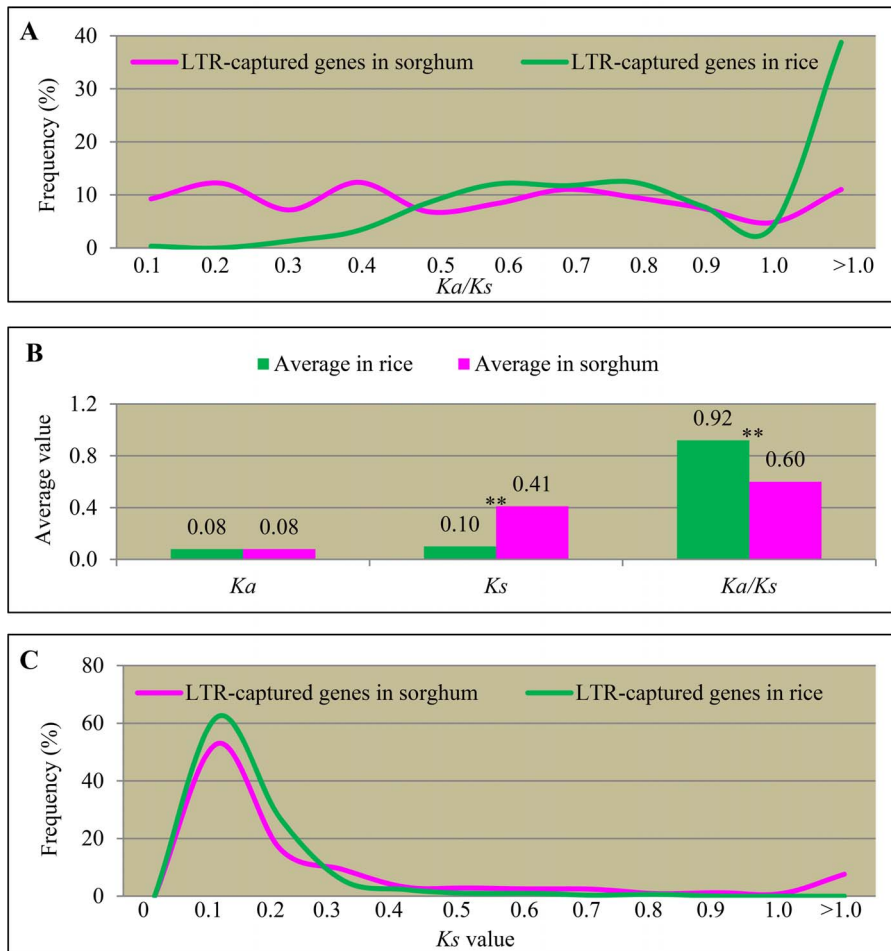 A
40
LTR-captured genes in sorghum LTR-captured genes in rice
30
20
10
0
Frequency (%)
0.1 0.2 0.3 0.4 0.5 0.6 0.7 0.8 0.9 1.0 >1.0
Ka/Ks
B
Average in rice Average in sorghum
1.2
0.8
0.4
0.0
Average value
0.08 0.08
0.10 ** 0.41
0.92 ** 0.60
Ka Ks Ka/Ks
C
80
LTR-captured genes in sorghum LTR-captured genes in rice
60
40
20
0
Frequency (%)
0 0.1 0.2 0.3 0.4 0.5 0.6 0.7 0.8 0.9 1.0 >1.0
Ks value